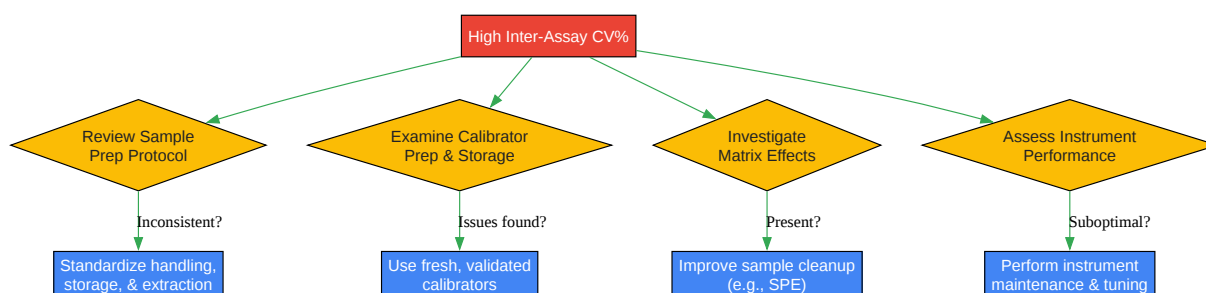 High Inter-Assay CV%
Review Sample
Prep Protocol
Examine Calibrator
Prep & Storage
Investigate
Matrix Effects
Assess Instrument
Performance
Inconsistent?
Issues found?
Present?
Suboptimal?
Standardize handling,
storage, & extraction
Use fresh, validated
calibrators
Improve sample cleanup
(e.g., SPE)
Perform instrument
maintenance & tuning